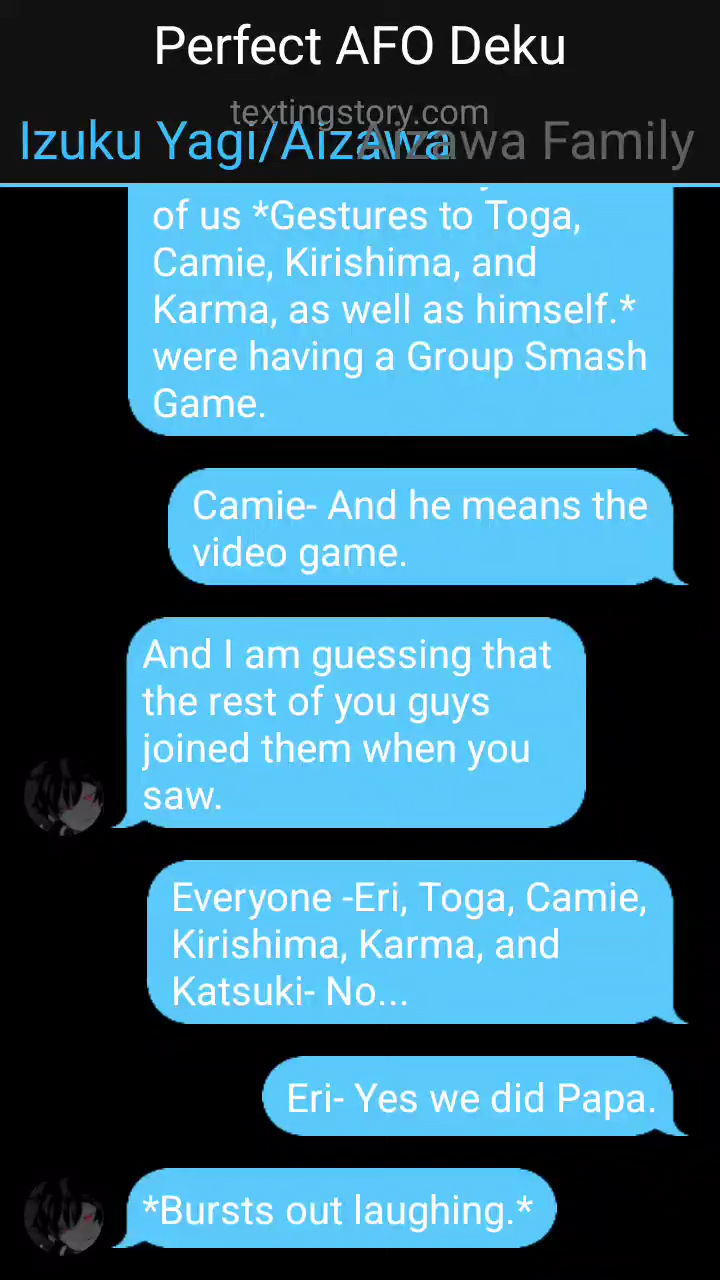 Perfect AFO Deku
textingstory.com
Izuku Yagi/Aizawa
Aizawa Family
of us *Gestures to Toga,
Camie, Kirishima, and
Karma, as well as himself.*
were having a Group Smash
Game.
Camie- And he means the
video game.
And I am guessing that
the rest of you guys
joined them when you
saw.
Everyone -Eri, Toga, Camie,
Kirishima, Karma, and
Katsuki- No...
Eri- Yes we did Papa.
*Bursts out laughing.*